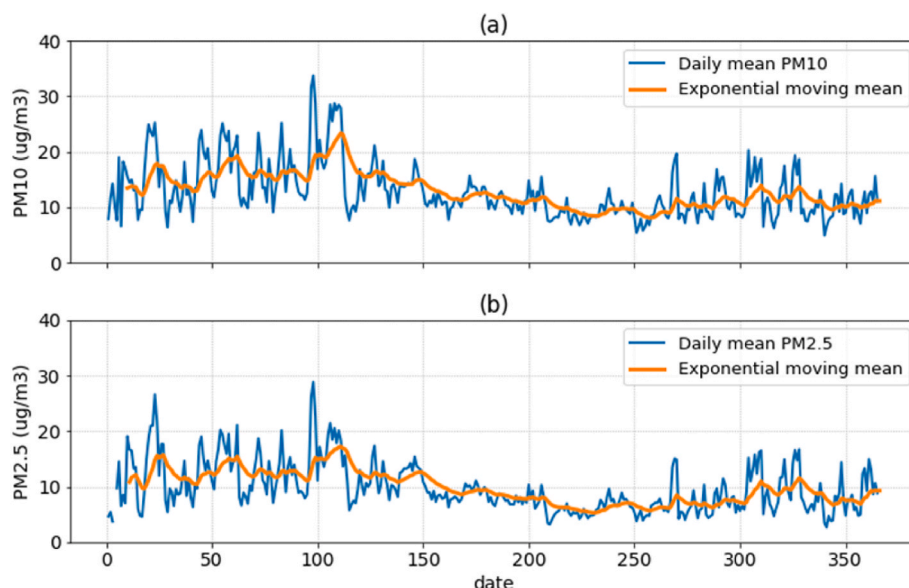 (a)
40
30
20
10
0
PM10 (ug/m3)
Daily mean PM10
Exponential moving mean
(b)
40
30
20
10
0
PM2.5 (ug/m3)
Daily mean PM2.5
Exponential moving mean
0 50 100 150 200 250 300 350
date